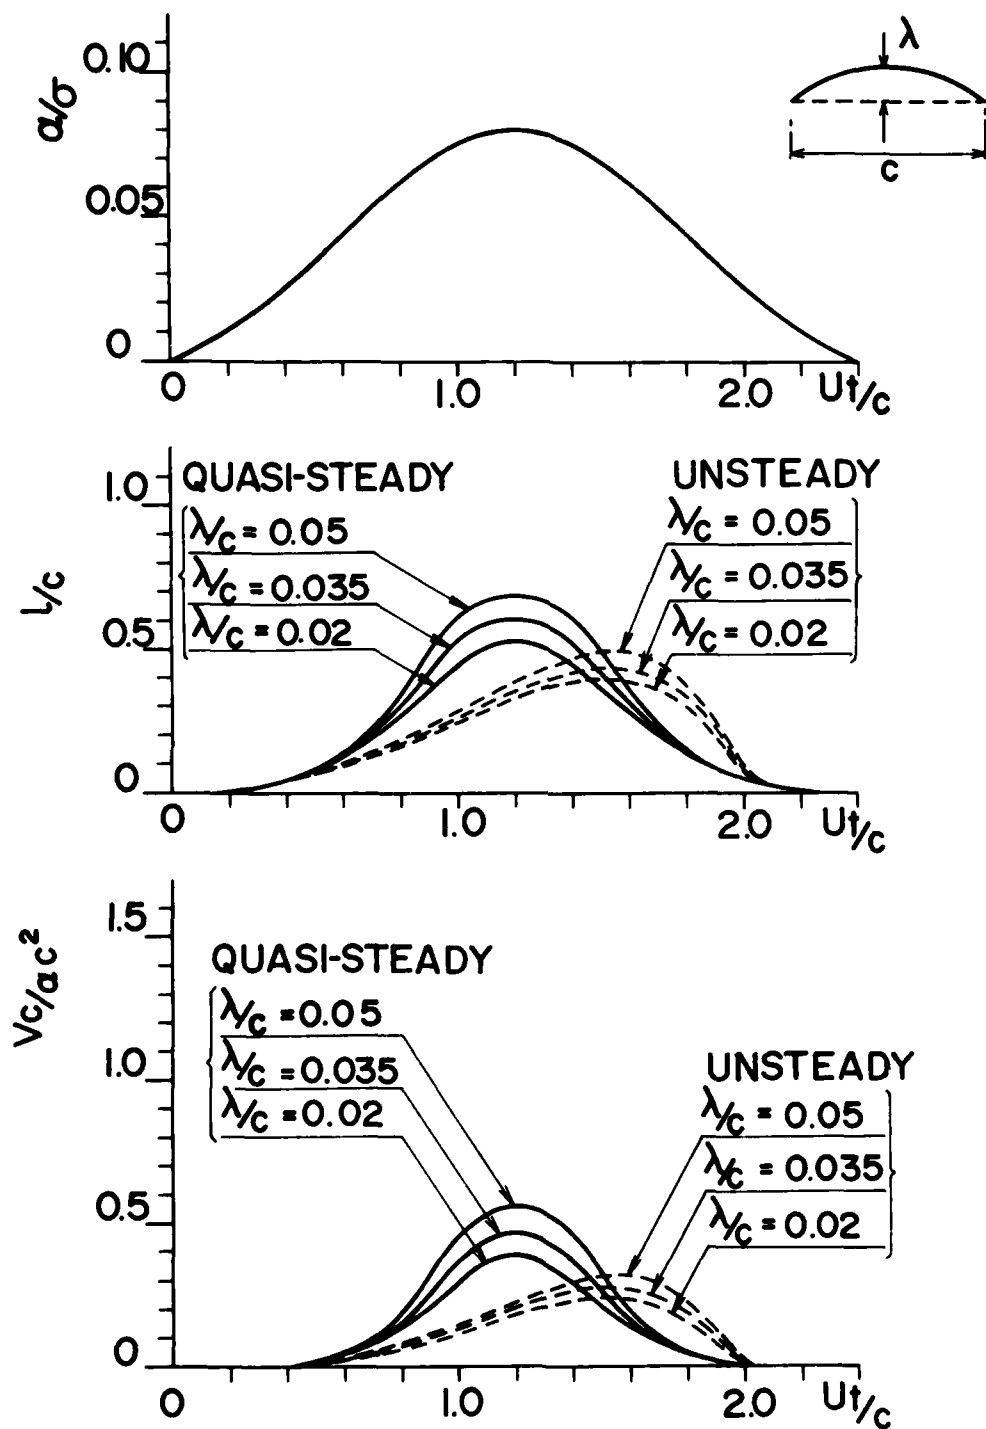 0.10
α/σ
0.05
0
0
1.0
2.0
Ut/c
λ
c
1.0
QUASI-STEADY
λ/c = 0.05
λ/c = 0.035
λ/c = 0.02
UNSTEADY
λ/c = 0.05
λ/c = 0.035
λ/c = 0.02
l/c
0.5
0
0
1.0
2.0
Ut/c
1.5
Vc/ac²
QUASI-STEADY
λ/c = 0.05
λ/c = 0.035
λ/c = 0.02
1.0
UNSTEADY
λ/c = 0.05
λ/c = 0.035
λ/c = 0.02
0.5
0
0
1.0
2.0
Ut/c